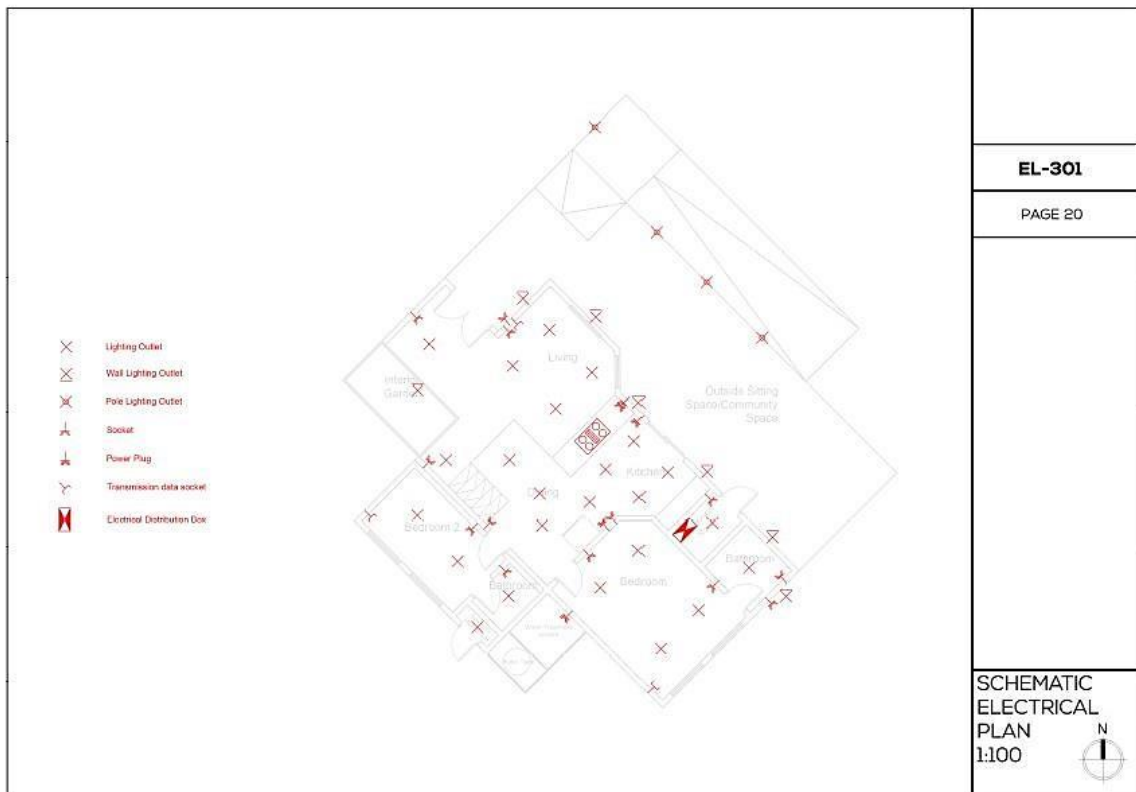 EL-301
PAGE 20
Lighting Outlet
Wall Lighting Outlet
Pole Lighting Outlet
Socket
Power Plug
Transmission data socket
Electrical Distribution Box
Living
Interior
Garden
Outside Sitting
Space/Community
Space
Kitchen
Dining
Bedroom 2
Bathroom
Bathroom
Bedroom
SCHEMATIC
ELECTRICAL
PLAN
1:100
N